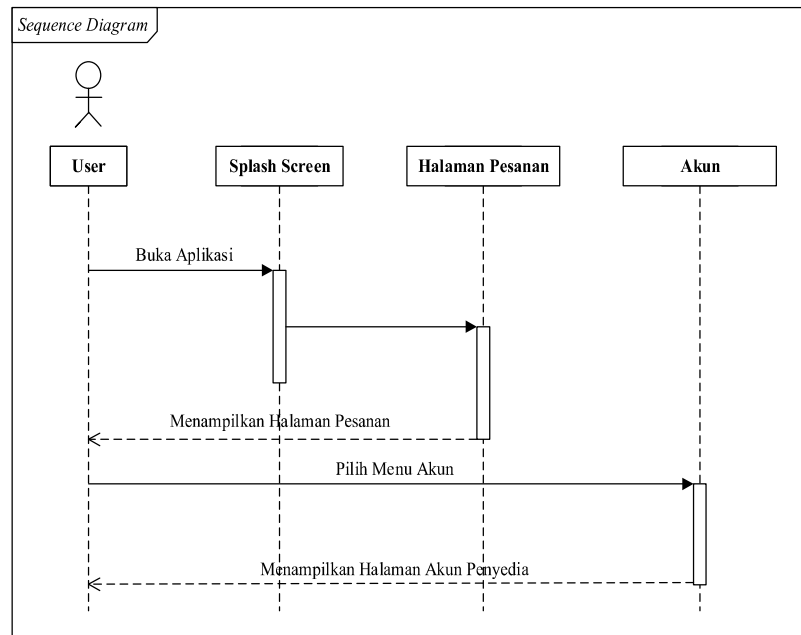 Sequence Diagram
User
Splash Screen
Halaman Pesanan
Akun
Buka Aplikasi
Menampilkan Halaman Pesanan
Pilih Menu Akun
Menampilkan Halaman Akun Penyedia